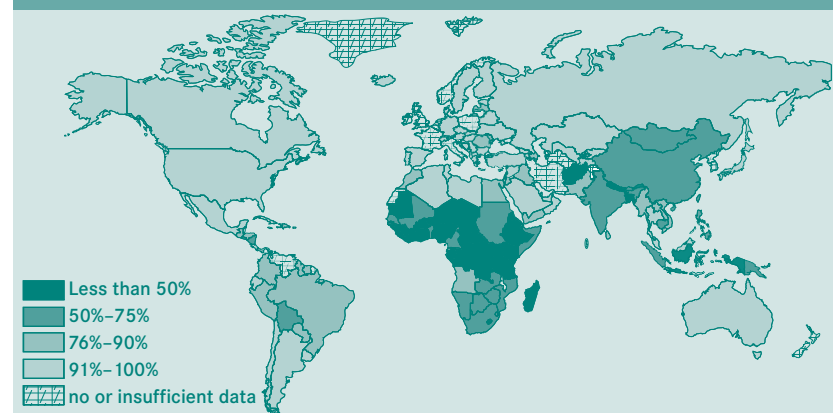 Less than 50%
50%–75%
76%–90%
91%–100%
no or insufficient data